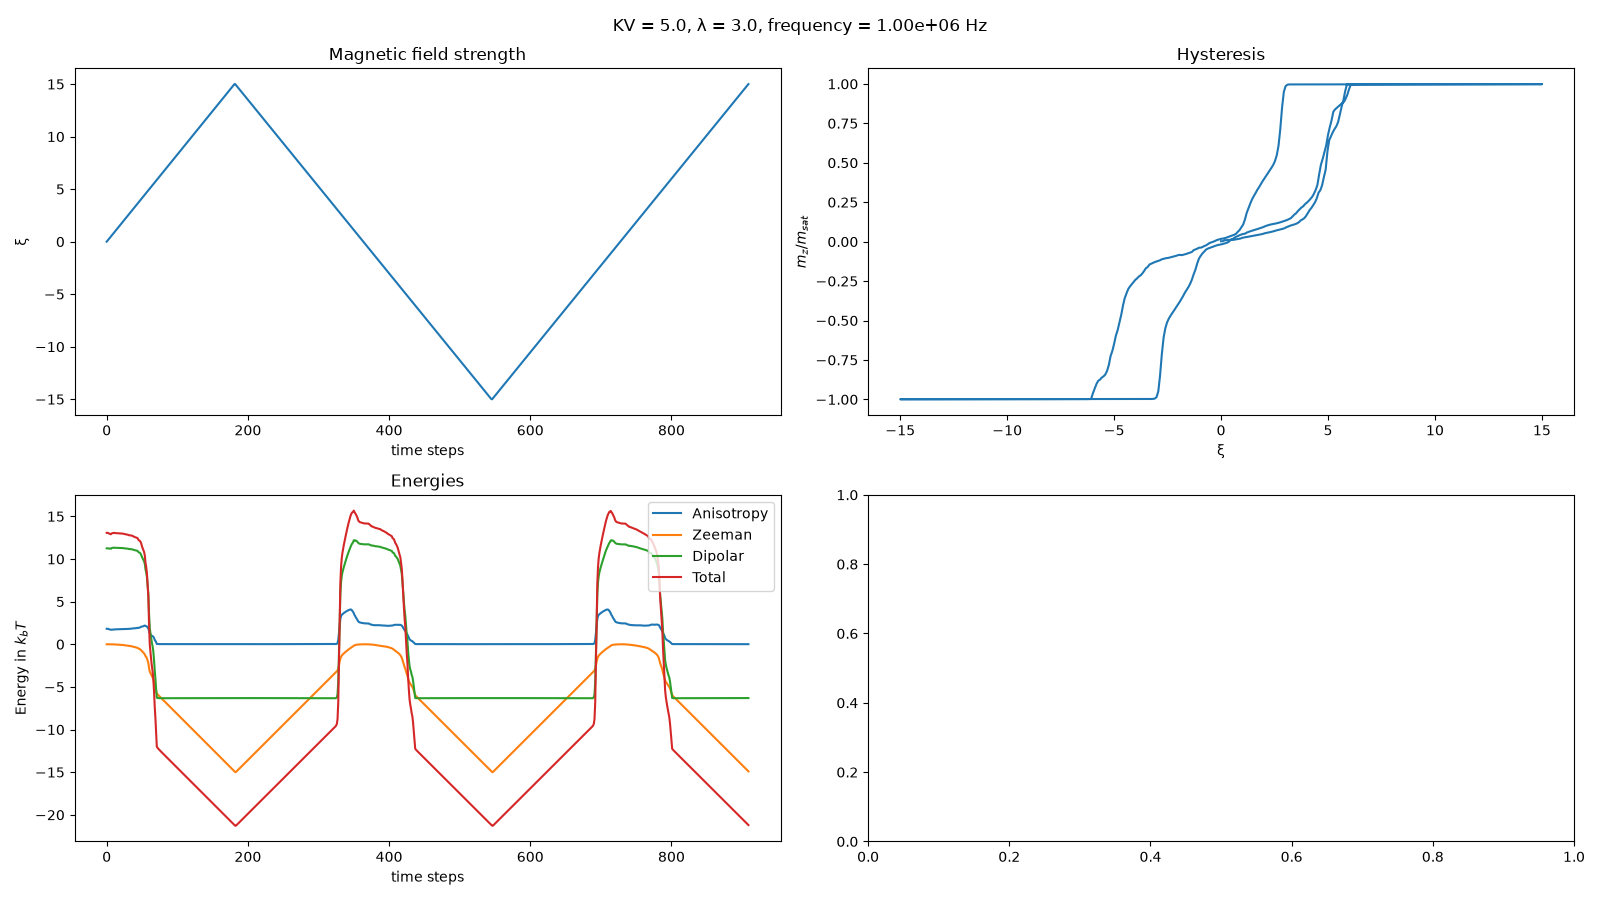 KV = 5.0, λ = 3.0, frequency = 1.00e+06 Hz
Magnetic field strength
15
10
5
0
−5
−10
−15
ξ
0 200 400 600 800
time steps
Hysteresis
1.00
0.75
0.50
0.25
0.00
−0.25
−0.50
−0.75
−1.00
m_z/m_sat
−15 −10 −5 0 5 10 15
ξ
Energies
15
10
5
0
−5
−10
−15
−20
Energy in k_bT
Anisotropy
Zeeman
Dipolar
Total
0 200 400 600 800
time steps
1.0
0.8
0.6
0.4
0.2
0.0
0.0 0.2 0.4 0.6 0.8 1.0